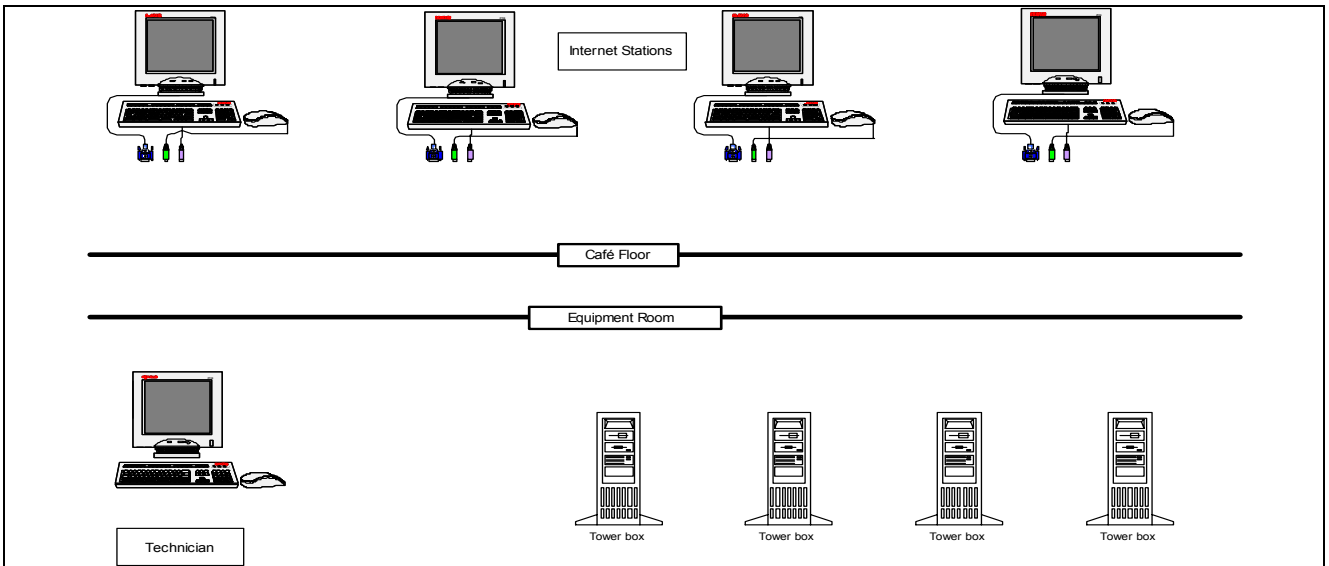 Internet Stations
Café Floor
Equipment Room
Technician
Tower box
Tower box
Tower box
Tower box